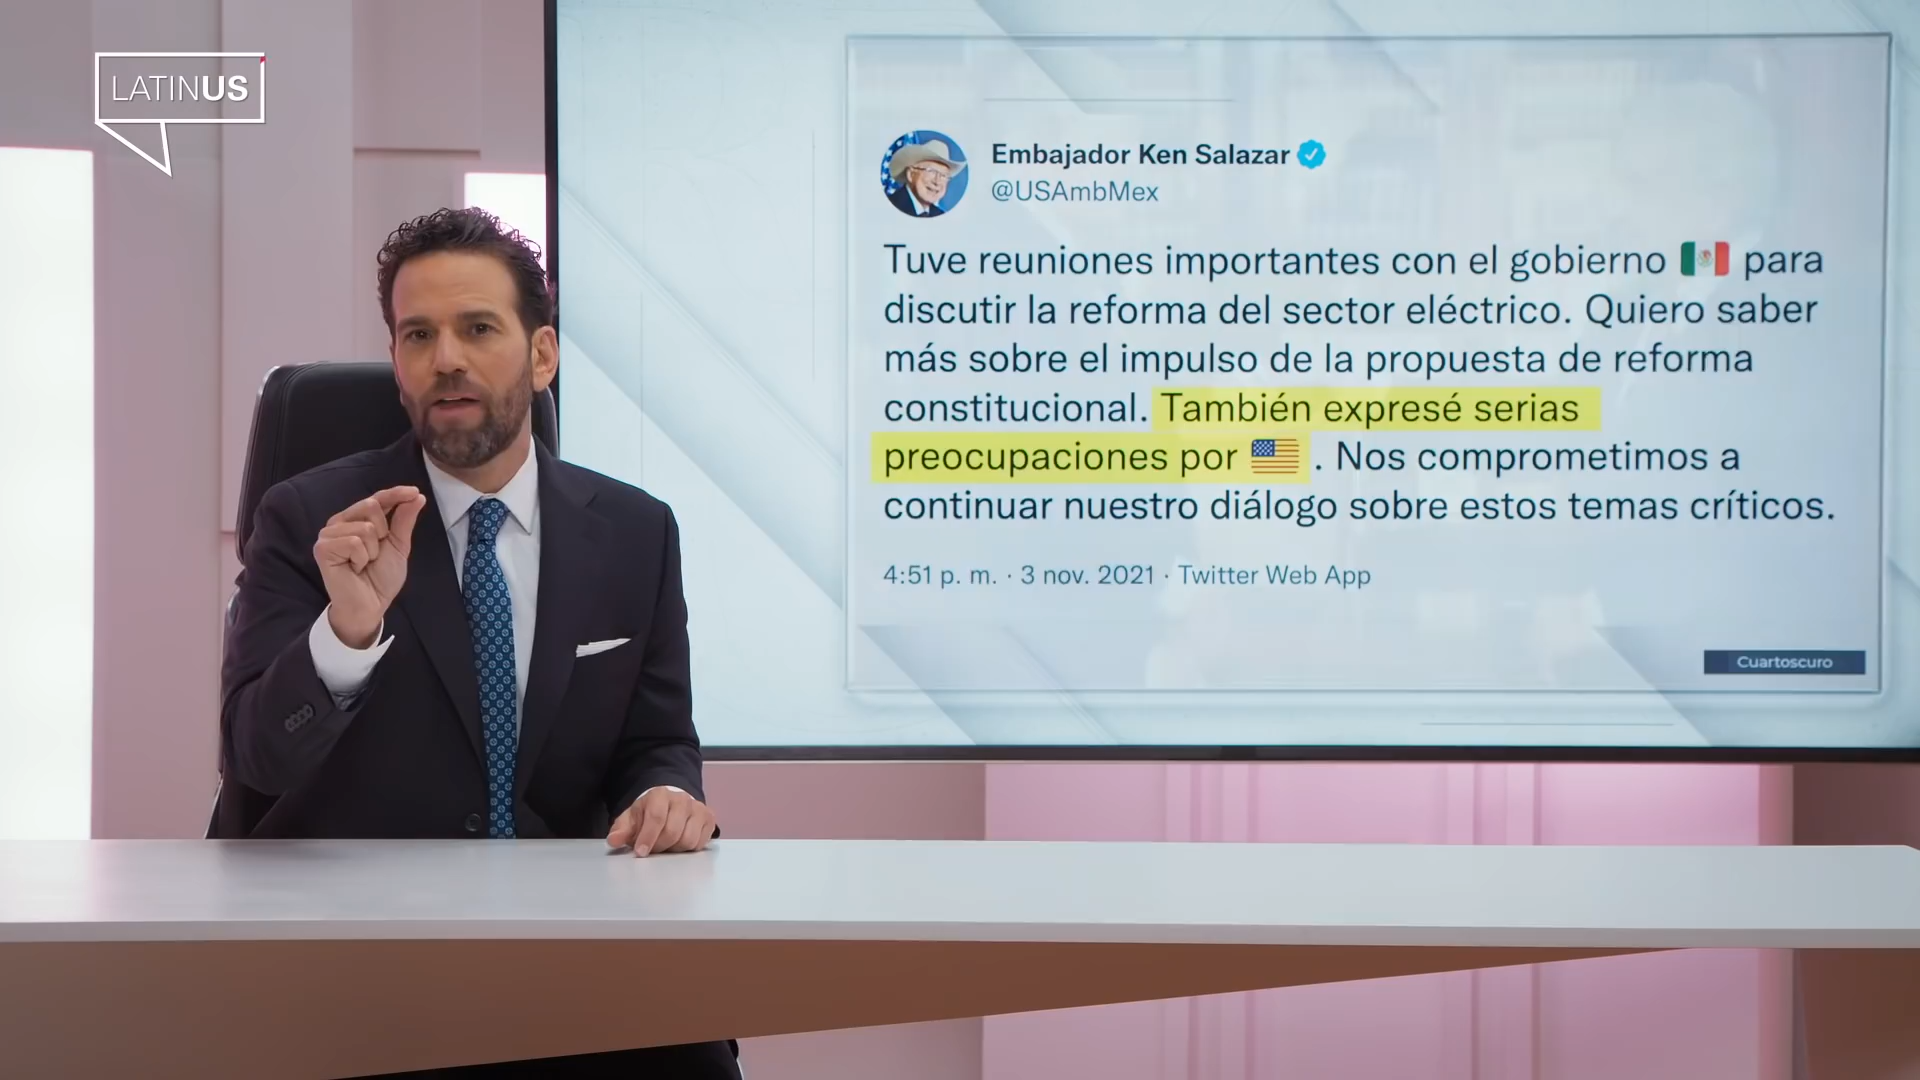 LATINUS
Embajador Ken Salazar
@USAmbMex
Tuve reuniones importantes con el gobierno 🇲🇽 para
discutir la reforma del sector eléctrico. Quiero saber
más sobre el impulso de la propuesta de reforma
constitucional. También expresé serias
preocupaciones por 🇺🇸 . Nos comprometimos a
continuar nuestro diálogo sobre estos temas críticos.
4:51 p. m. · 3 nov. 2021 · Twitter Web App
Cuartoscuro